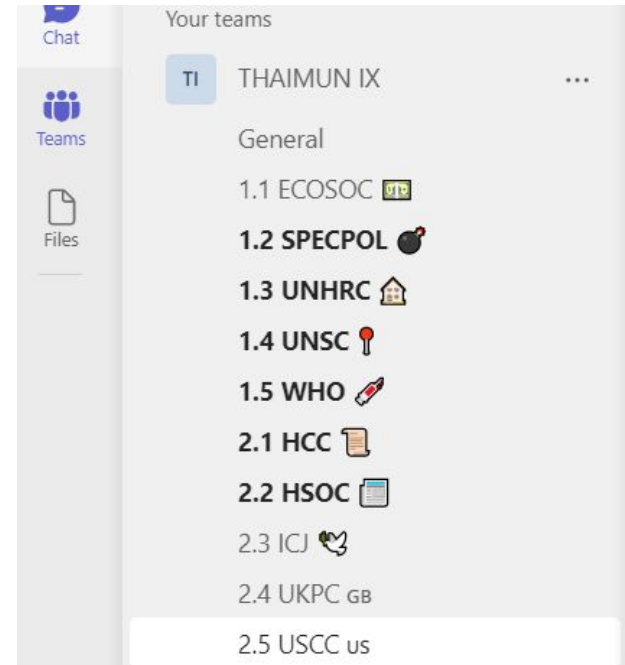 Chat
Teams
Files
Your teams
TI THAIMUN IX ...
General
1.1 ECOSOC 💵
1.2 SPECPOL 💣
1.3 UNHRC 🏠
1.4 UNSC 📍
1.5 WHO
2.1 HCC 📜
2.2 HSOC 📰
2.3 ICJ 🕊
2.4 UKPC GB
2.5 USCC US